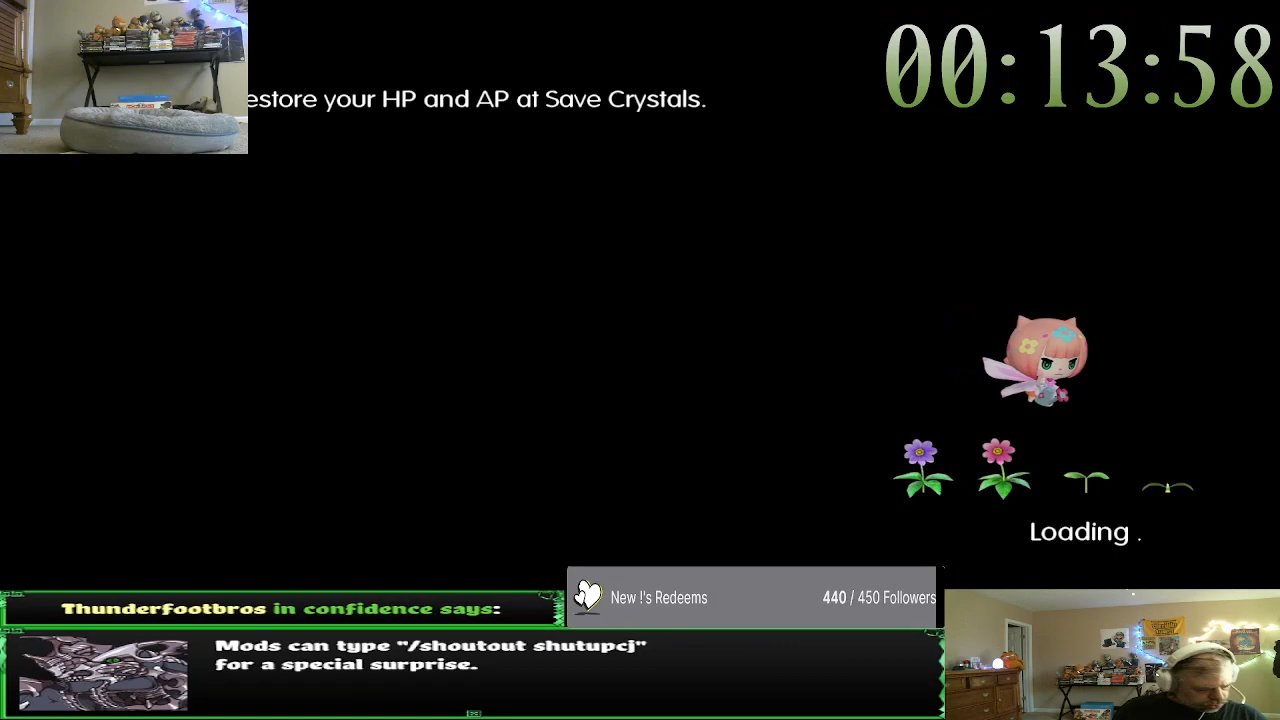 00:13:58
estore your HP and AP at Save Crystals.
Loading .
Thunderfootbros in confidence says:
New !'s Redeems 440 / 450 Followers
Mods can type "/shoutout shutupcj"
for a special surprise.